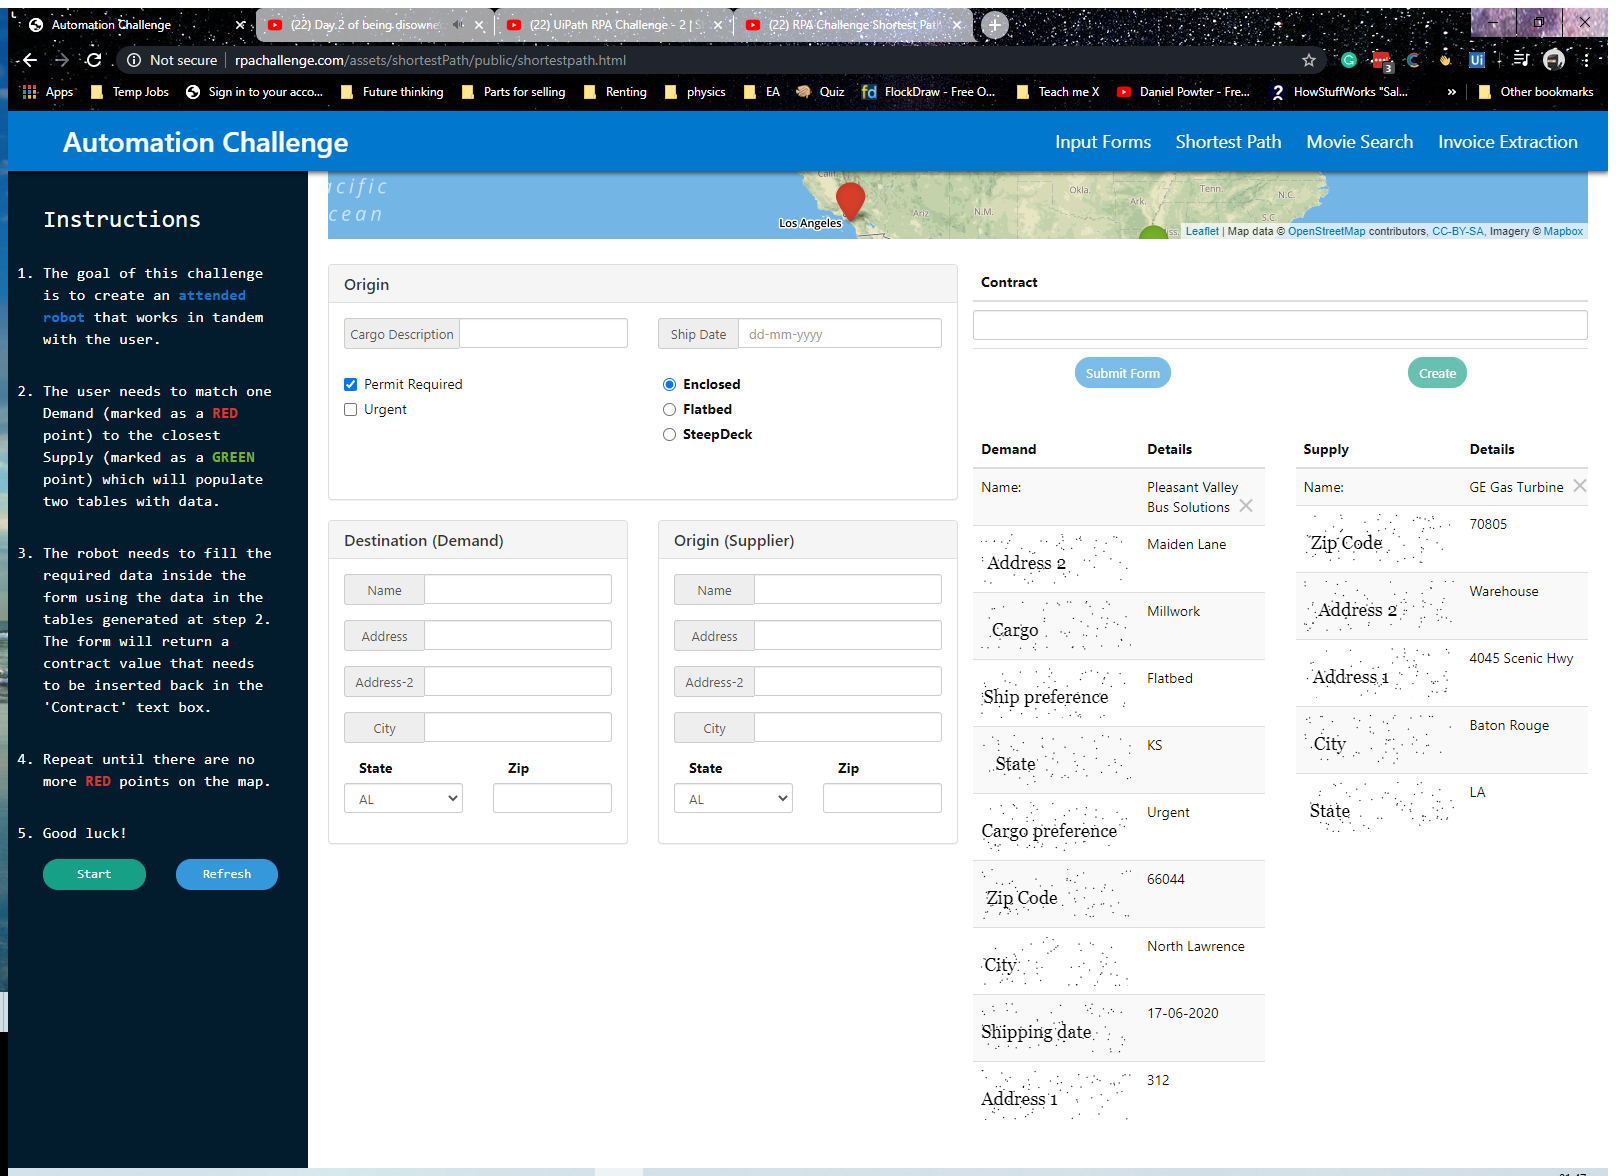 Automation Challenge
(22) Day 2 of being disowne
(22) UiPath RPA Challenge - 2 | S
(22) RPA Challenge Shortest Pat
Not secure | rpachallenge.com/assets/shortestPath/public/shortestpath.html
3
Ui
Apps
Temp Jobs
Sign in to your acco...
Future thinking
Parts for selling
Renting
physics
EA
Quiz
fd FlockDraw - Free O...
Teach me X
Daniel Powter - Fre...
HowStuffWorks "Sal...
»
Other bookmarks
Automation Challenge
Input Forms
Shortest Path
Movie Search
Invoice Extraction
Instructions
1. The goal of this challenge
is to create an attended
robot that works in tandem
with the user.
2. The user needs to match one
Demand (marked as a RED
point) to the closest
Supply (marked as a GREEN
point) which will populate
two tables with data.
3. The robot needs to fill the
required data inside the
form using the data in the
tables generated at step 2.
The form will return a
contract value that needs
to be inserted back in the
'Contract' text box.
4. Repeat until there are no
more RED points on the map.
5. Good luck!
Start
Refresh
Calif.
Los Angeles
Ariz
N.M.
Okla.
Ark.
Tenn.
N.C.
S.C.
Leaflet | Map data © OpenStreetMap contributors, CC-BY-SA, Imagery © Mapbox
Origin
Cargo Description
Ship Date
dd-mm-yyyy
Permit Required
Urgent
Enclosed
Flatbed
SteepDeck
Destination (Demand)
Name
Address
Address-2
City
State
Zip
AL
Origin (Supplier)
Name
Address
Address-2
City
State
Zip
AL
Contract
Submit Form
Create
Demand
Details
Name:
Pleasant Valley
Bus Solutions
Address 2
Maiden Lane
Cargo
Millwork
Ship preference
Flatbed
State
KS
Cargo preference
Urgent
Zip Code
66044
City
North Lawrence
Shipping date
17-06-2020
Address 1
312
Supply
Details
Name:
GE Gas Turbine
Zip Code
70805
Address 2
Warehouse
Address 1
4045 Scenic Hwy
City
Baton Rouge
State
LA